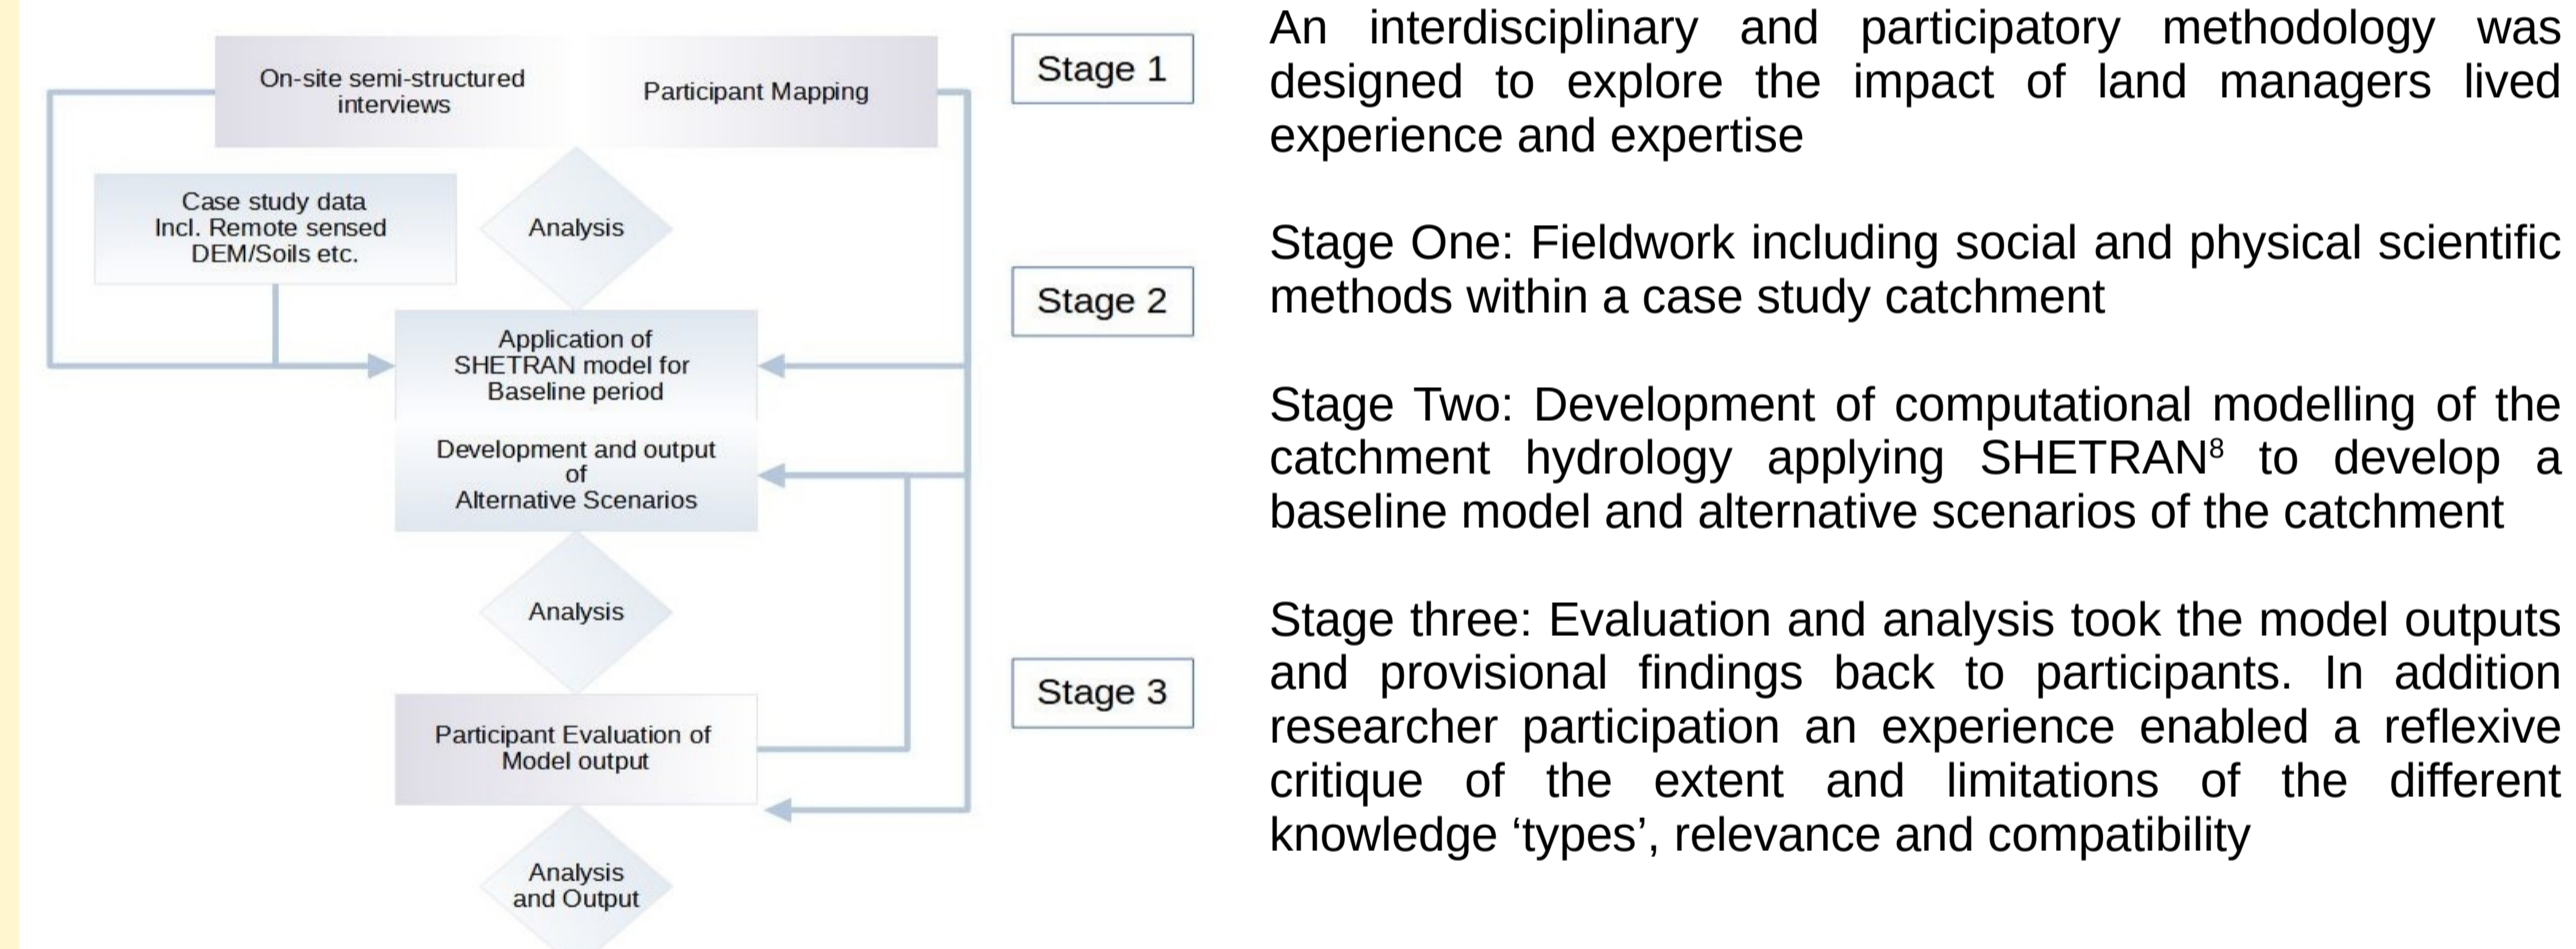 On-site semi-structured
interviews
Participant Mapping
Stage 1
Case study data
Incl. Remote sensed
DEM/Soils etc.
Analysis
Stage 2
Application of
SHETRAN model for
Baseline period
Development and output
of
Alternative Scenarios
Analysis
Stage 3
Participant Evaluation of
Model output
Analysis
and Output
An interdisciplinary and participatory methodology was
designed to explore the impact of land managers lived
experience and expertise
Stage One: Fieldwork including social and physical scientific
methods within a case study catchment
Stage Two: Development of computational modelling of the
catchment hydrology applying SHETRAN⁸ to develop a
baseline model and alternative scenarios of the catchment
Stage three: Evaluation and analysis took the model outputs
and provisional findings back to participants. In addition
researcher participation an experience enabled a reflexive
critique of the extent and limitations of the different
knowledge ‘types’, relevance and compatibility